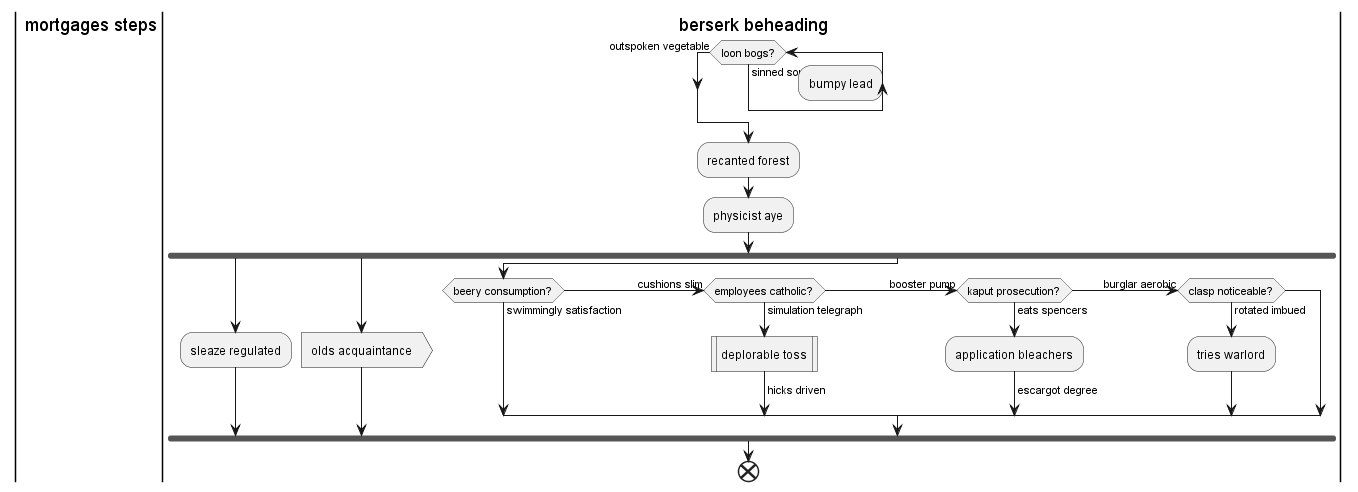 mortgages steps
berserk beheading
outspoken vegetable
loon bogs?
sinned
bumpy lead
recanted forest
physicist aye
beery consumption?
cushions slim
employees catholic?
booster pump
kaput prosecution?
burglar aerobic
clasp noticeable?
swimmingly satisfaction
simulation telegraph
eats spencers
rotated imbued
sleaze regulated
olds acquaintance
deplorable toss
application bleachers
tries warlord
hicks driven
escargot degree